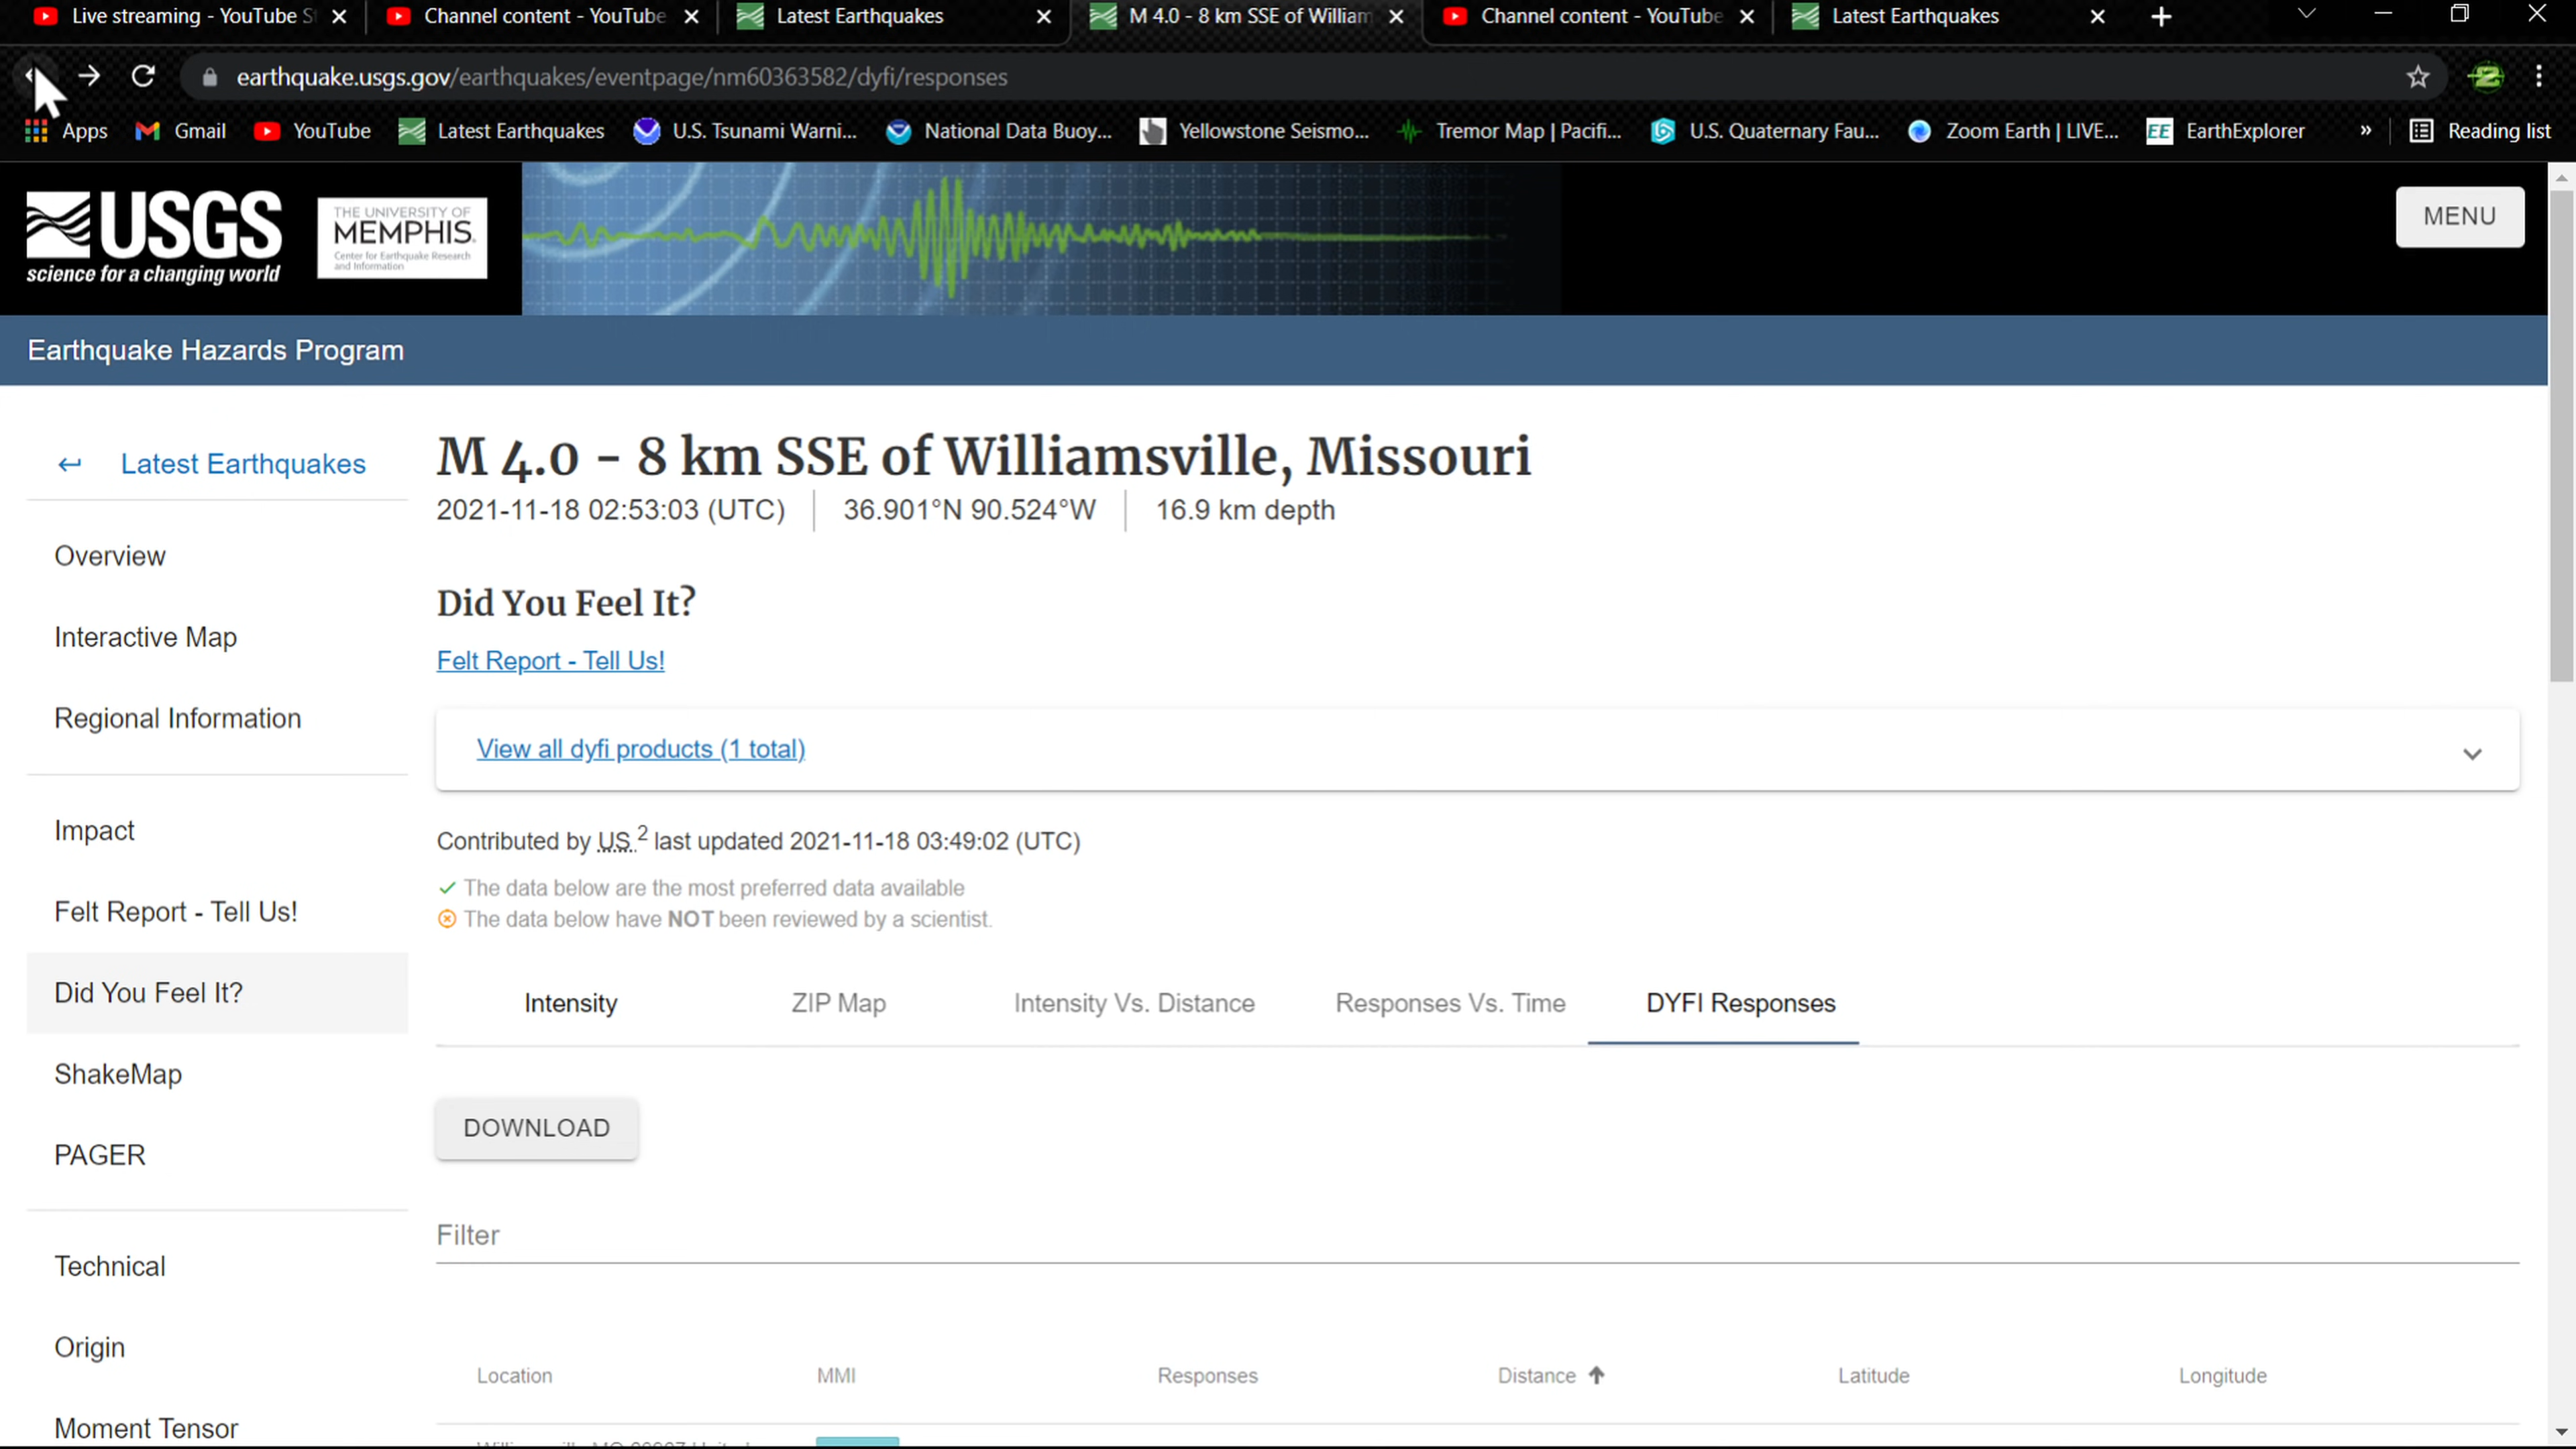 Live streaming - YouTube S
Channel content - YouTube
Latest Earthquakes
M 4.0 - 8 km SSE of William
Channel content - YouTube
Latest Earthquakes
earthquake.usgs.gov/earthquakes/eventpage/nm60363582/dyfi/responses
Apps
Gmail
YouTube
Latest Earthquakes
U.S. Tsunami Warni...
National Data Buoy...
Yellowstone Seismo...
Tremor Map | Pacifi...
U.S. Quaternary Fau...
Zoom Earth | LIVE...
EE EarthExplorer
»
Reading list
USGS
science for a changing world
THE UNIVERSITY OF
MEMPHIS.
Center for Earthquake Research
and Information
MENU
Earthquake Hazards Program
Latest Earthquakes
Overview
Interactive Map
Regional Information
Impact
Felt Report - Tell Us!
Did You Feel It?
ShakeMap
PAGER
Technical
Origin
Moment Tensor
M 4.0 - 8 km SSE of Williamsville, Missouri
2021-11-18 02:53:03 (UTC) 36.901°N 90.524°W 16.9 km depth
Did You Feel It?
Felt Report - Tell Us!
View all dyfi products (1 total)
Contributed by US 2 last updated 2021-11-18 03:49:02 (UTC)
The data below are the most preferred data available
The data below have NOT been reviewed by a scientist.
Intensity ZIP Map Intensity Vs. Distance Responses Vs. Time DYFI Responses
DOWNLOAD
Filter
Location MMI Responses Distance Latitude Longitude